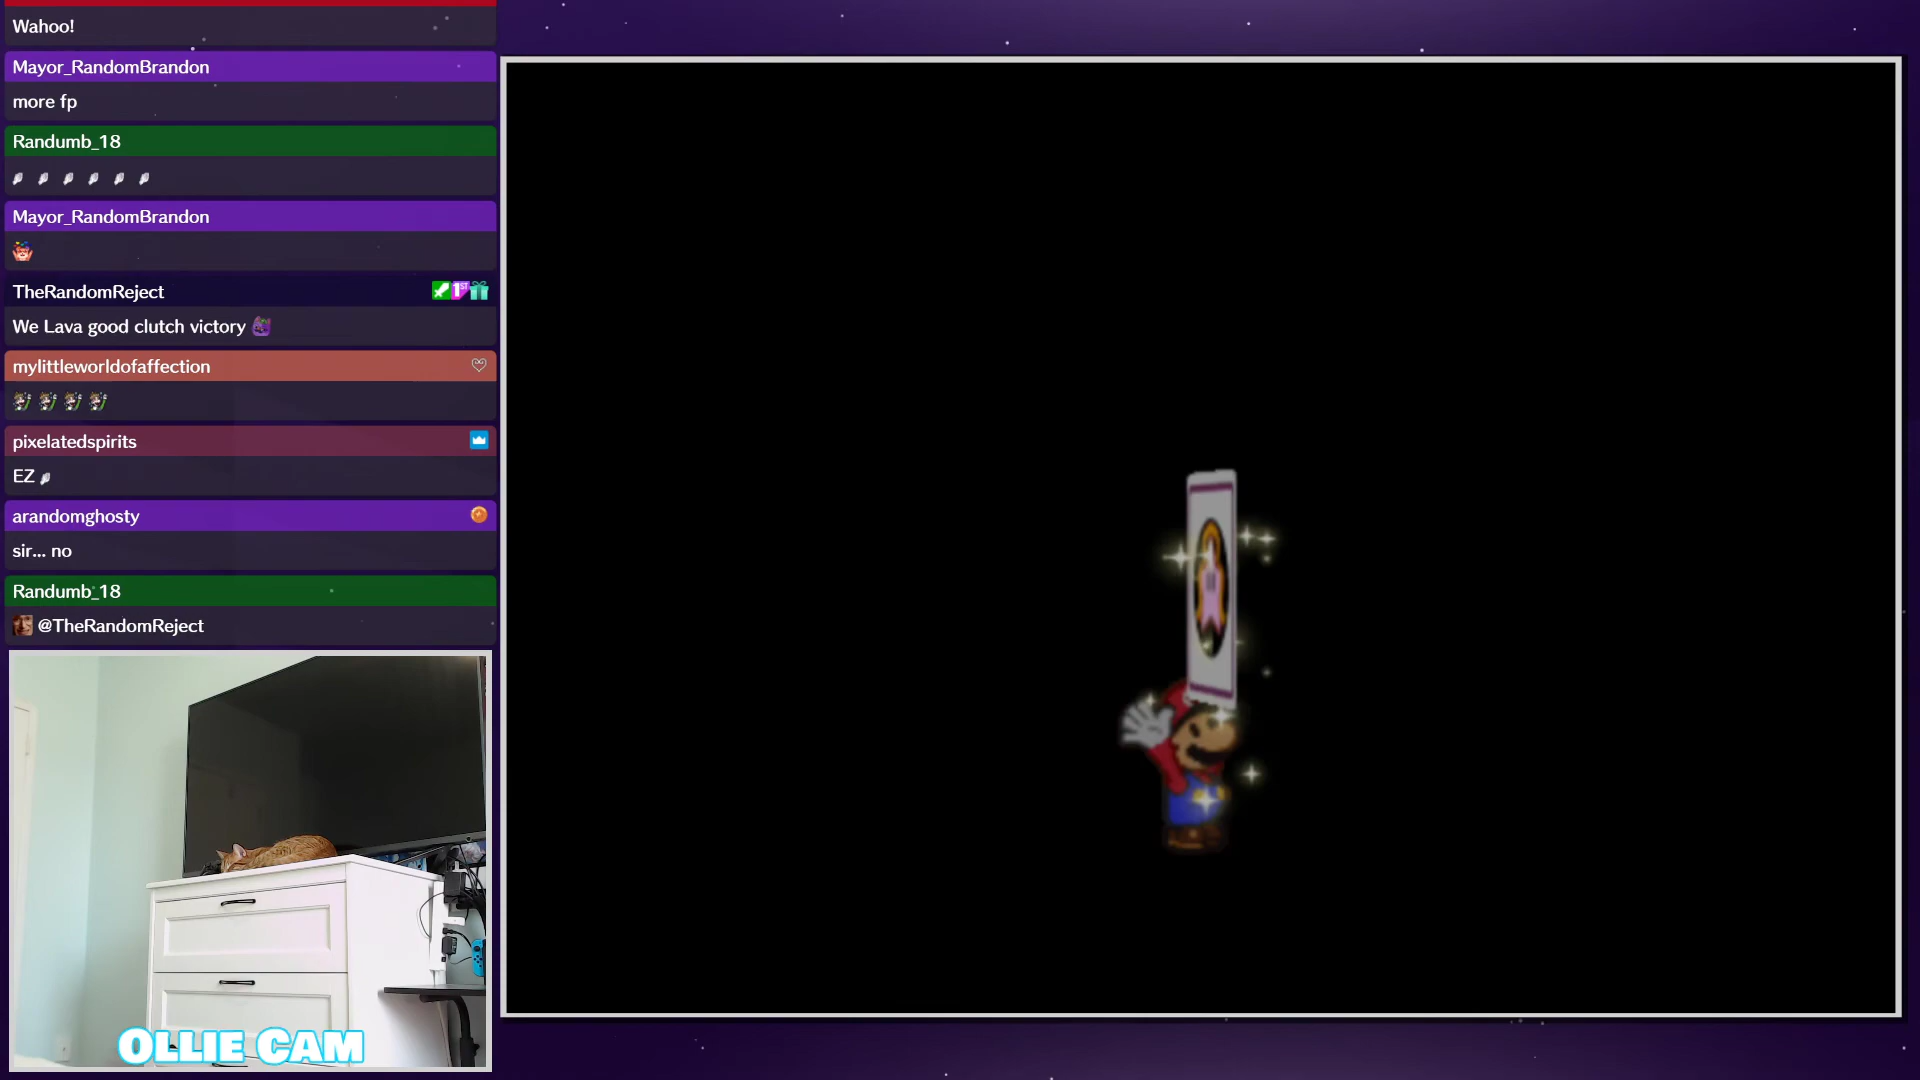 Wahoo!
Mayor_RandomBrandon
more fp
Randumb_18
Mayor_RandomBrandon
TheRandomReject
1ST
We Lava good clutch victory
mylittleworldofaffection
pixelatedspirits
EZ
arandomghosty
sir... no
Randumb_18
@TheRandomReject
OLLIE CAM